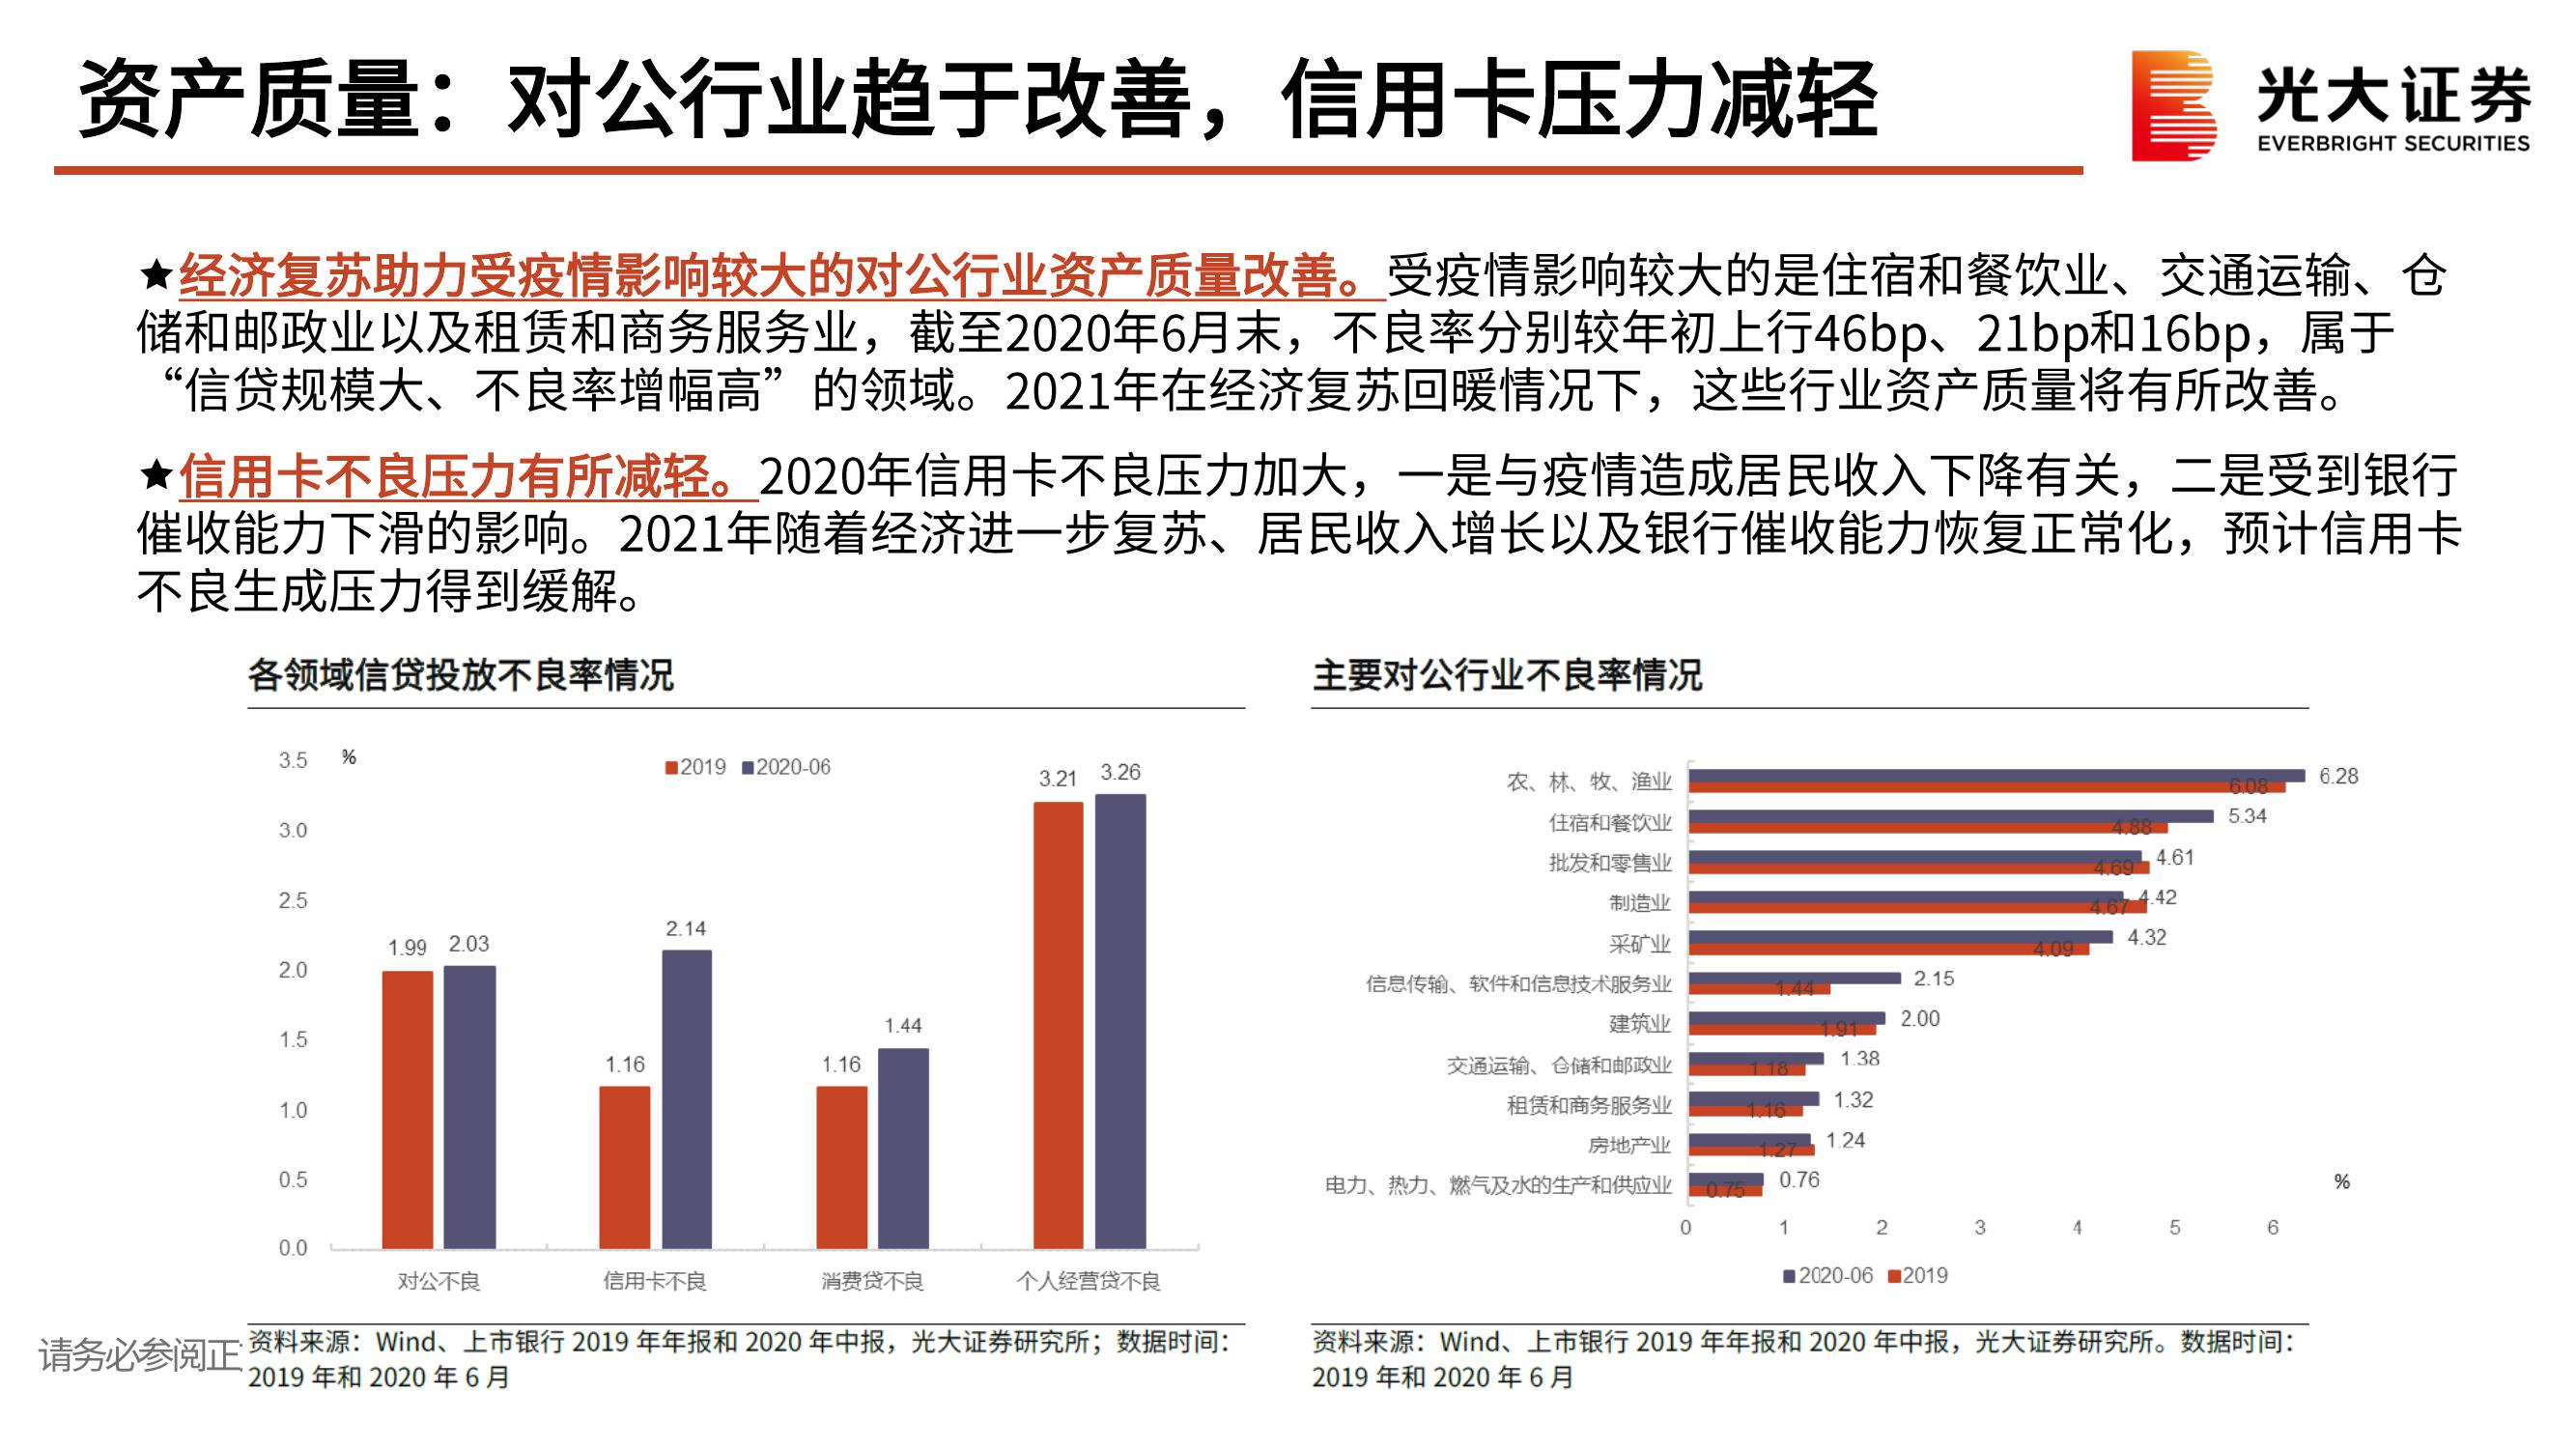 资产质量：对公行业趋于改善，信用卡压力减轻
光大证券
EVERBRIGHT SECURITIES
★经济复苏助力受疫情影响较大的对公行业资产质量改善。受疫情影响较大的是住宿和餐饮业、交通运输、仓
储和邮政业以及租赁和商务服务业，截至2020年6月末，不良率分别较年初上行46bp、21bp和16bp，属于
“信贷规模大、不良率增幅高”的领域。2021年在经济复苏回暖情况下，这些行业资产质量将有所改善。
★信用卡不良压力有所减轻。2020年信用卡不良压力加大，一是与疫情造成居民收入下降有关，二是受到银行
催收能力下滑的影响。2021年随着经济进一步复苏、居民收入增长以及银行催收能力恢复正常化，预计信用卡
不良生成压力得到缓解。
各领域信贷投放不良率情况
3.5 %
2019 2020-06
3.0
2.5
2.0
1.5
1.0
0.5
0.0
1.99 2.03
1.16 2.14
1.16 1.44
3.21 3.26
对公不良 信用卡不良 消费贷不良 个人经营贷不良
资料来源：Wind、上市银行 2019 年年报和 2020 年中报，光大证券研究所；数据时间：
2019 年和 2020 年 6 月
主要对公行业不良率情况
农、林、牧、渔业 6.28 6.08
住宿和餐饮业 5.34 4.88
批发和零售业 4.61 4.69
制造业 4.42 4.67
采矿业 4.32 4.09
信息传输、软件和信息技术服务业 2.15 1.44
建筑业 2.00 1.91
交通运输、仓储和邮政业 1.38 1.18
租赁和商务服务业 1.32 1.16
房地产业 1.24 1.27
电力、热力、燃气及水的生产和供应业 0.76 0.75
%
0 1 2 3 4 5 6
2020-06 2019
资料来源：Wind、上市银行 2019 年年报和 2020 年中报，光大证券研究所。数据时间：
2019 年和 2020 年 6 月
请务必参阅正